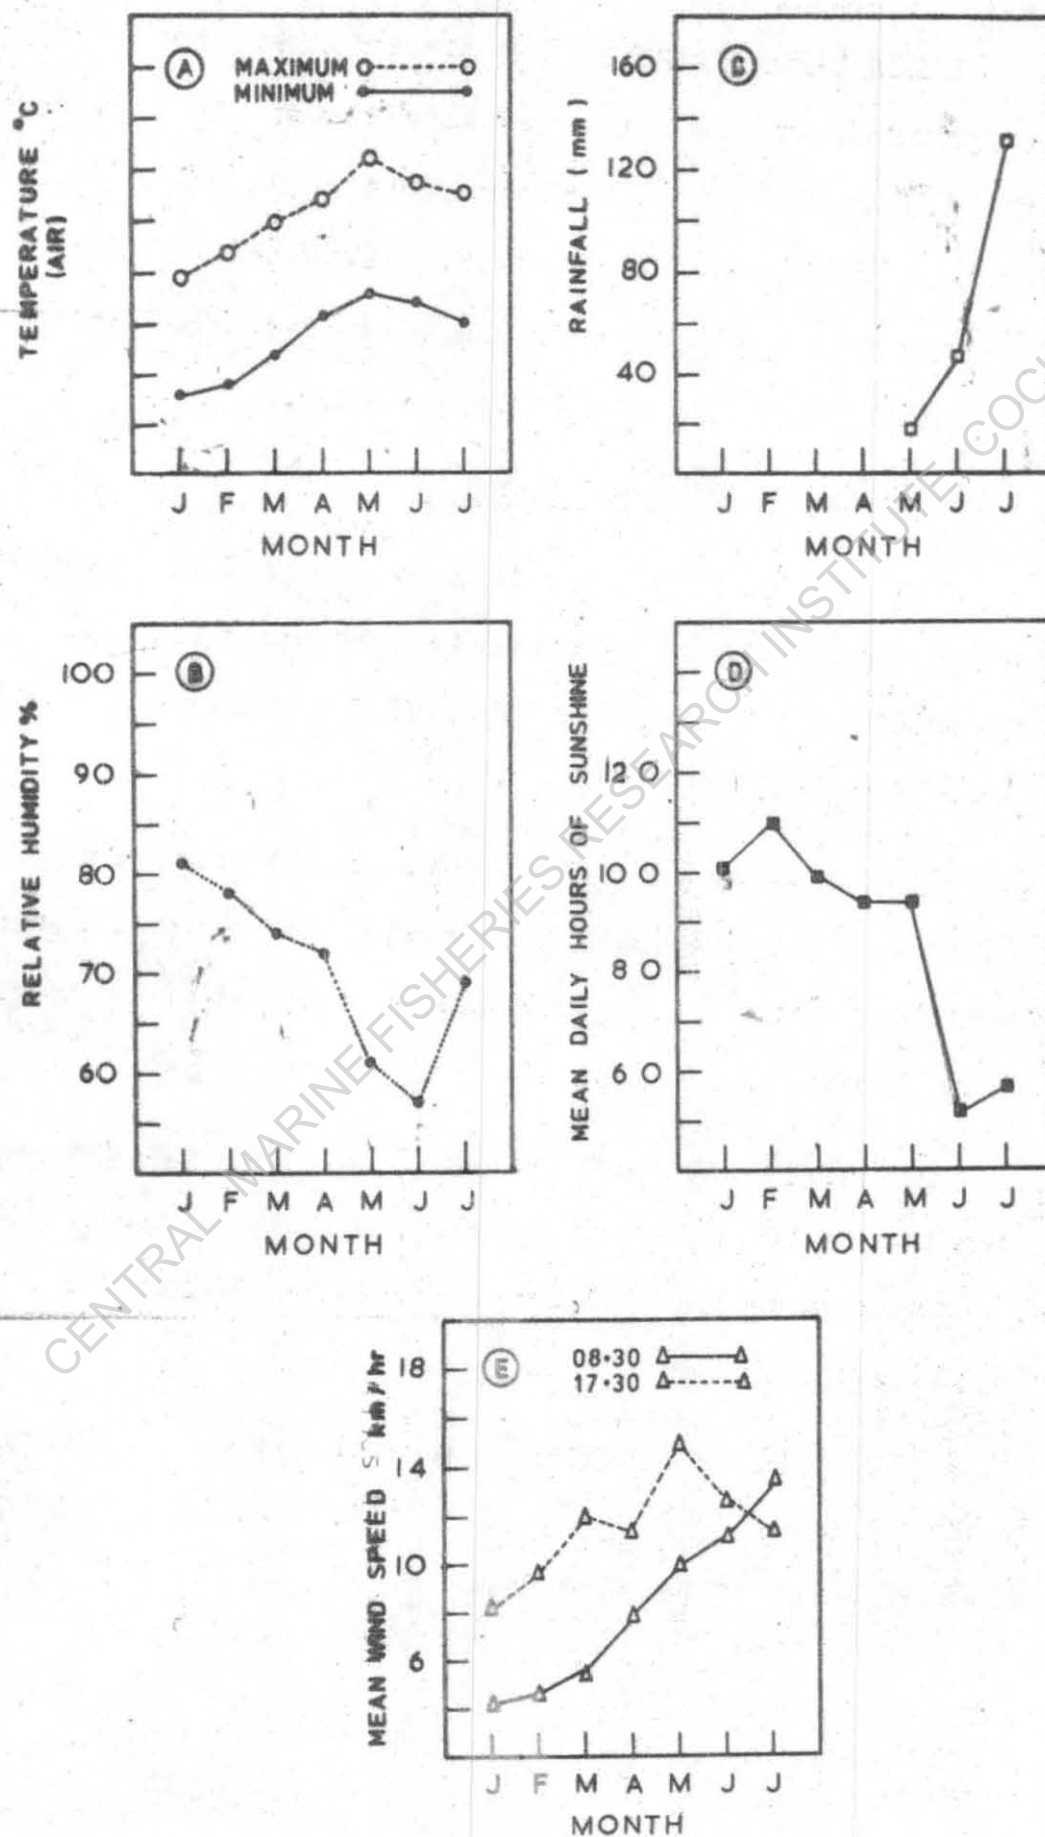 A
MAXIMUM
MINIMUM
TEMPERATURE °C
(AIR)
J F M A M J J
MONTH
C
RAINFALL (mm)
160
120
80
40
J F M A M J J
MONTH
B
RELATIVE HUMIDITY %
100
90
80
70
60
J F M A M J J
MONTH
D
MEAN DAILY HOURS OF SUNSHINE
12 0
10 0
8 0
6 0
J F M A M J J
MONTH
E
08·30
17·30
MEAN WIND SPEED km/hr
18
14
10
6
J F M A M J J
MONTH
CENTRAL MARINE FISHERIES RESEARCH INSTITUTE, COC